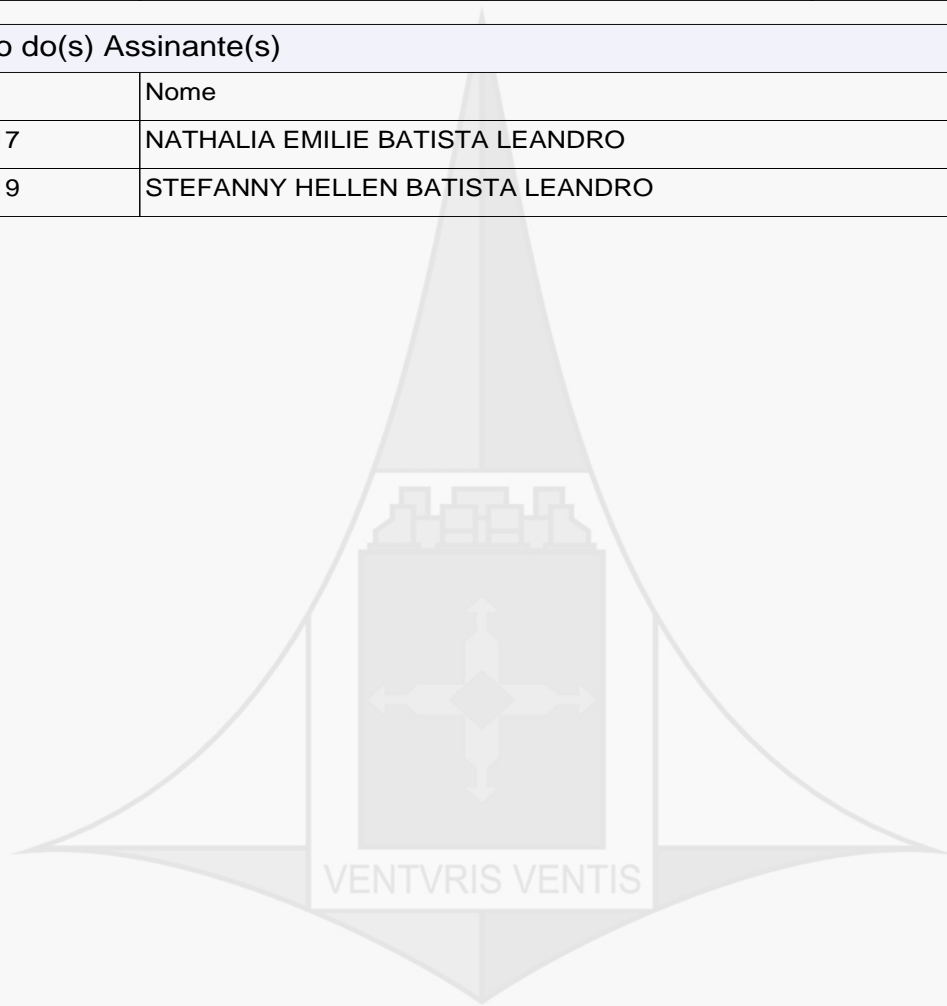 o do(s) Assinante(s)
Nome
7 NATHALIA EMILIE BATISTA LEANDRO
9 STEFANNY HELLEN BATISTA LEANDRO
VENTVRIS VENTIS